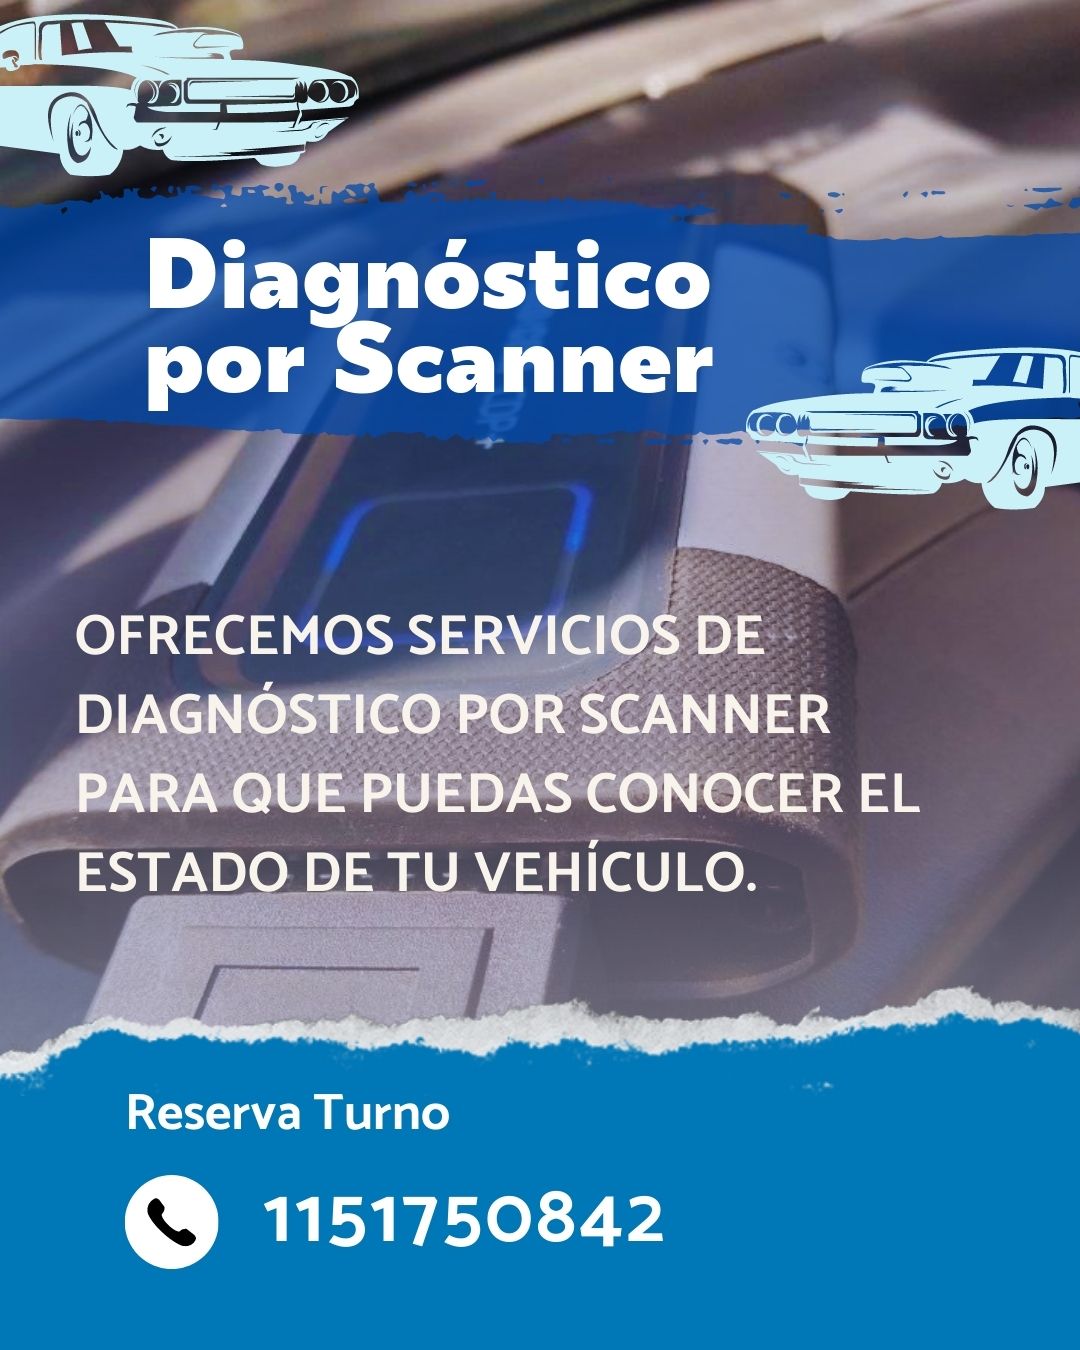 Diagnóstico
por Scanner
OFRECEMOS SERVICIOS DE
DIAGNÓSTICO POR SCANNER
PARA QUE PUEDAS CONOCER EL
ESTADO DE TU VEHÍCULO.
Reserva Turno
1151750842